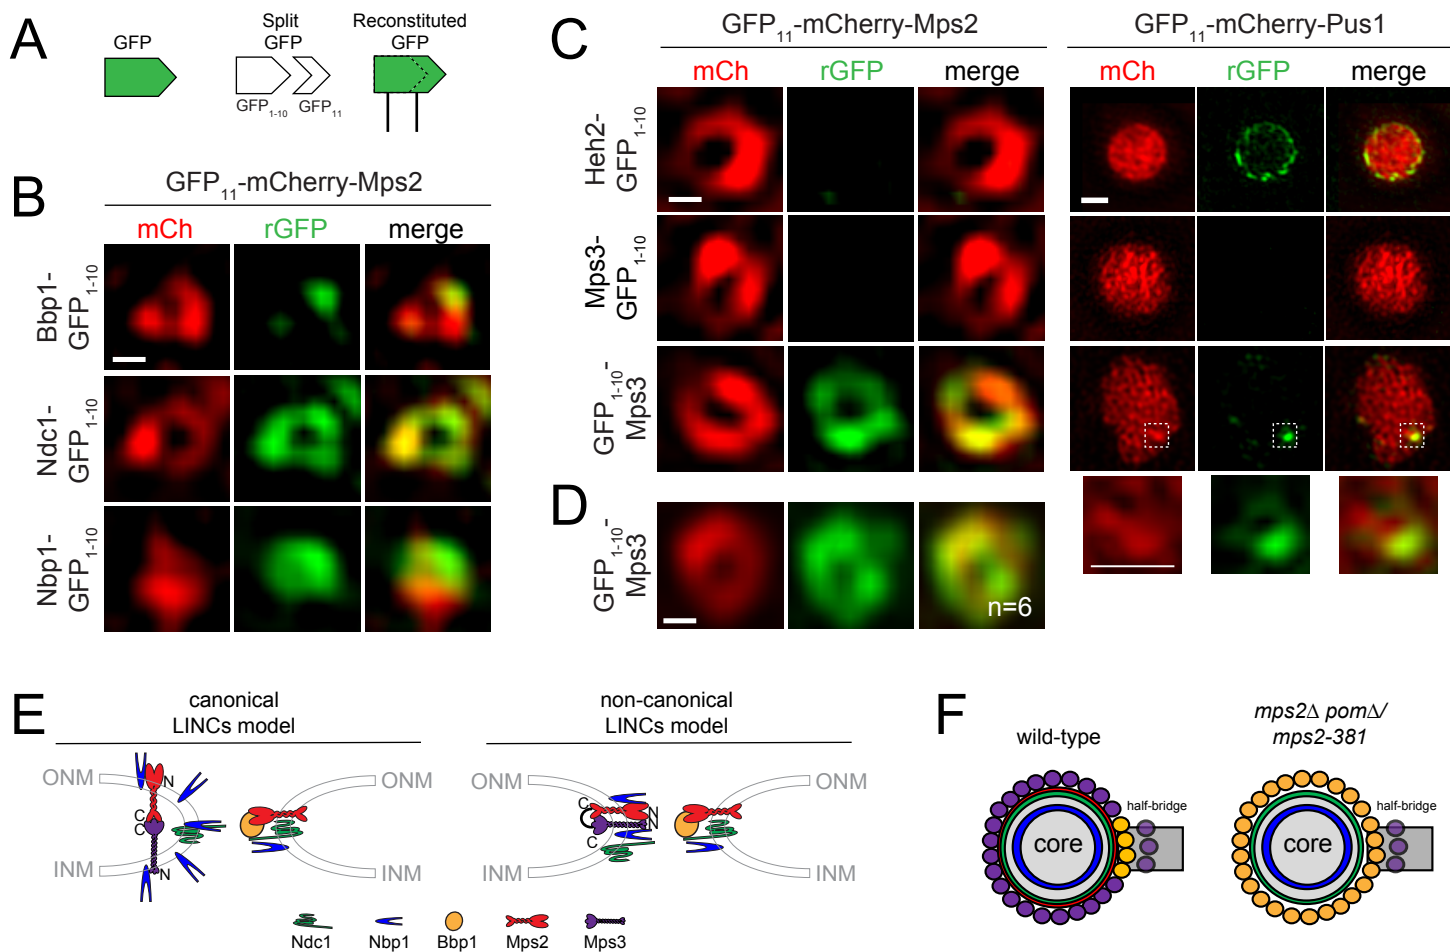 A
GFP
Split
GFP
GFP1-10
GFP11
Reconstituted
GFP
B
GFP11-mCherry-Mps2
mCh
rGFP
merge
Bbp1-
GFP1-10
Ndc1-
GFP1-10
Nbp1-
GFP1-10
C
GFP11-mCherry-Mps2
GFP11-mCherry-Pus1
mCh
rGFP
merge
mCh
rGFP
merge
Heh2-
GFP1-10
Mps3-
GFP1-10
GFP1-10-
Mps3
D
GFP1-10-
Mps3
n=6
E
canonical
LINCs model
ONM
N
C
C
N
INM
ONM
INM
non-canonical
LINCs model
ONM
C
N
N
C
INM
ONM
INM
Ndc1
Nbp1
Bbp1
Mps2
Mps3
F
wild-type
half-bridge
core
mps2Δ pomΔ/
mps2-381
half-bridge
core